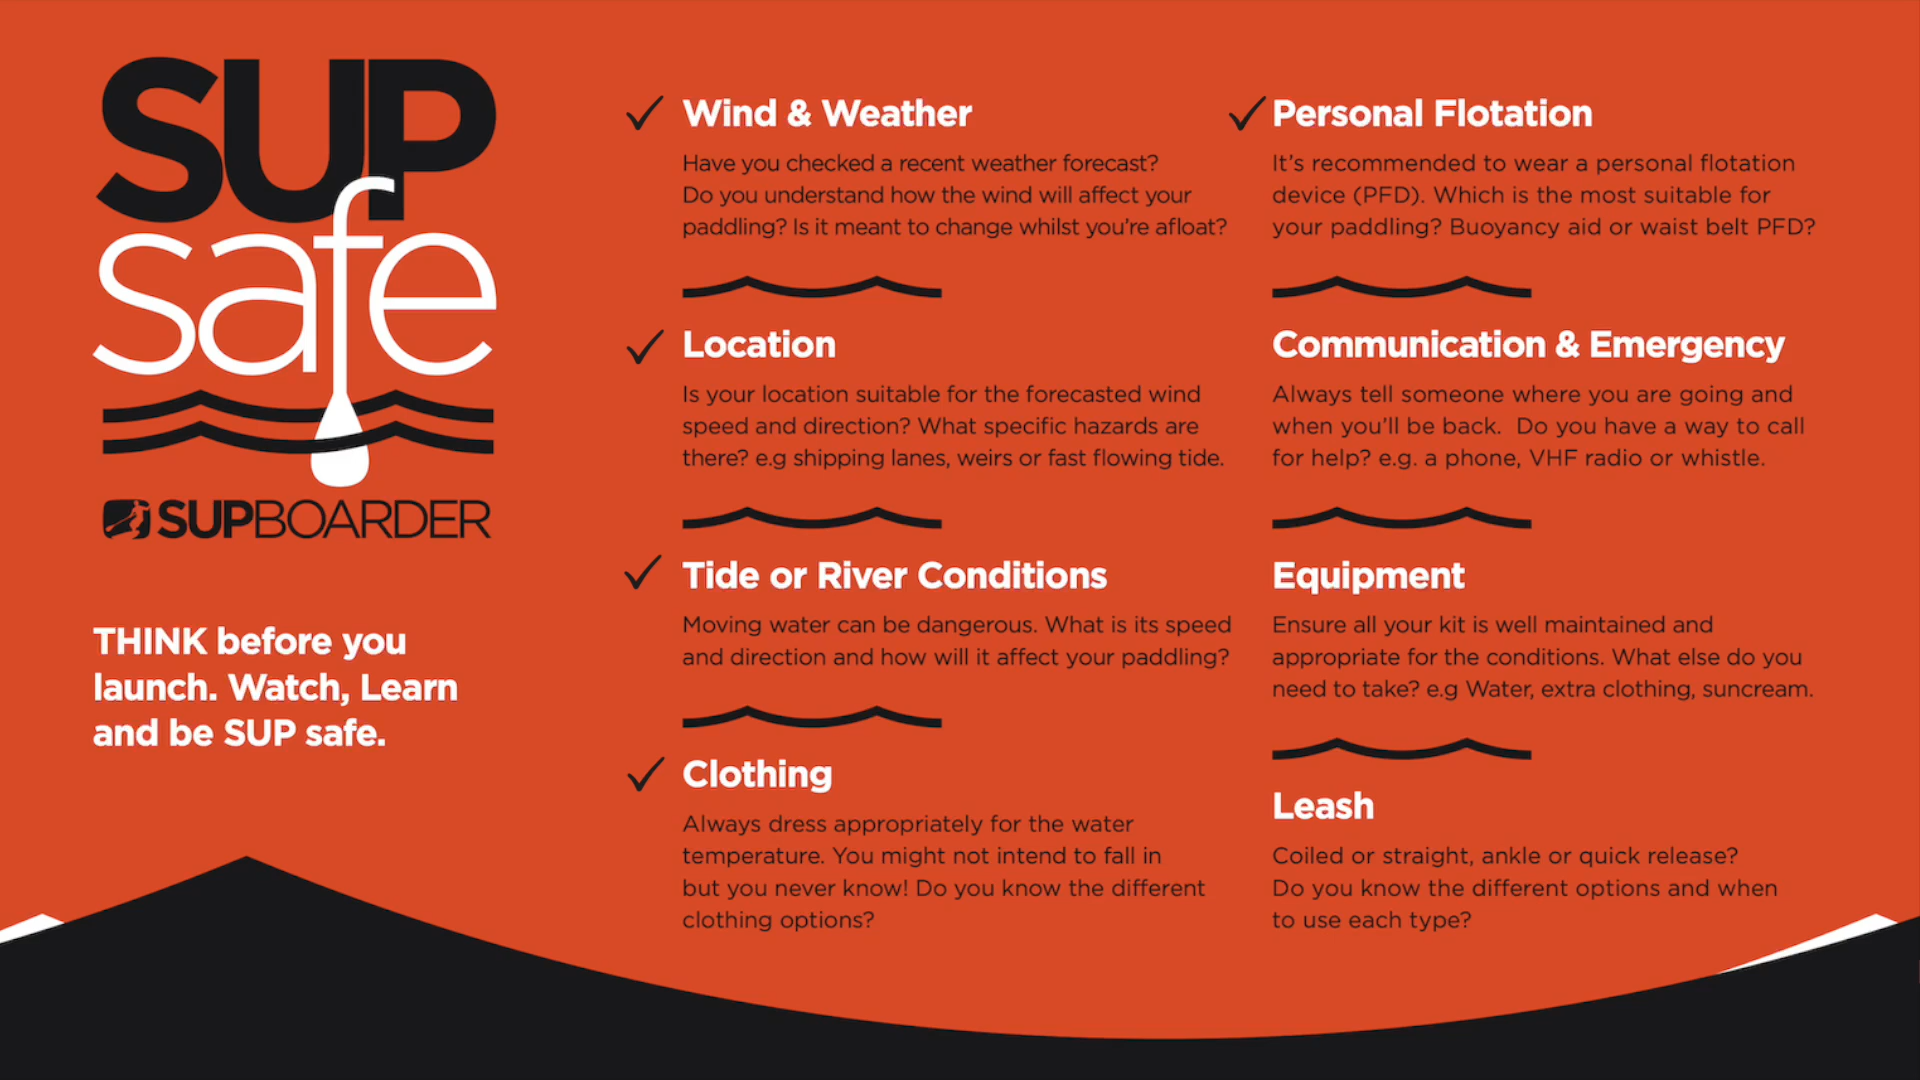 SUP
safe
SUPBOARDER
THINK before you
launch. Watch, Learn
and be SUP safe.
Wind & Weather
Have you checked a recent weather forecast?
Do you understand how the wind will affect your
paddling? Is it meant to change whilst you're afloat?
Location
Is your location suitable for the forecasted wind
speed and direction? What specific hazards are
there? e.g shipping lanes, weirs or fast flowing tide.
Tide or River Conditions
Moving water can be dangerous. What is its speed
and direction and how will it affect your paddling?
Clothing
Always dress appropriately for the water
temperature. You might not intend to fall in
but you never know! Do you know the different
clothing options?
Personal Flotation
It's recommended to wear a personal flotation
device (PFD). Which is the most suitable for
your paddling? Buoyancy aid or waist belt PFD?
Communication & Emergency
Always tell someone where you are going and
when you'll be back. Do you have a way to call
for help? e.g. a phone, VHF radio or whistle.
Equipment
Ensure all your kit is well maintained and
appropriate for the conditions. What else do you
need to take? e.g Water, extra clothing, suncream.
Leash
Coiled or straight, ankle or quick release?
Do you know the different options and when
to use each type?